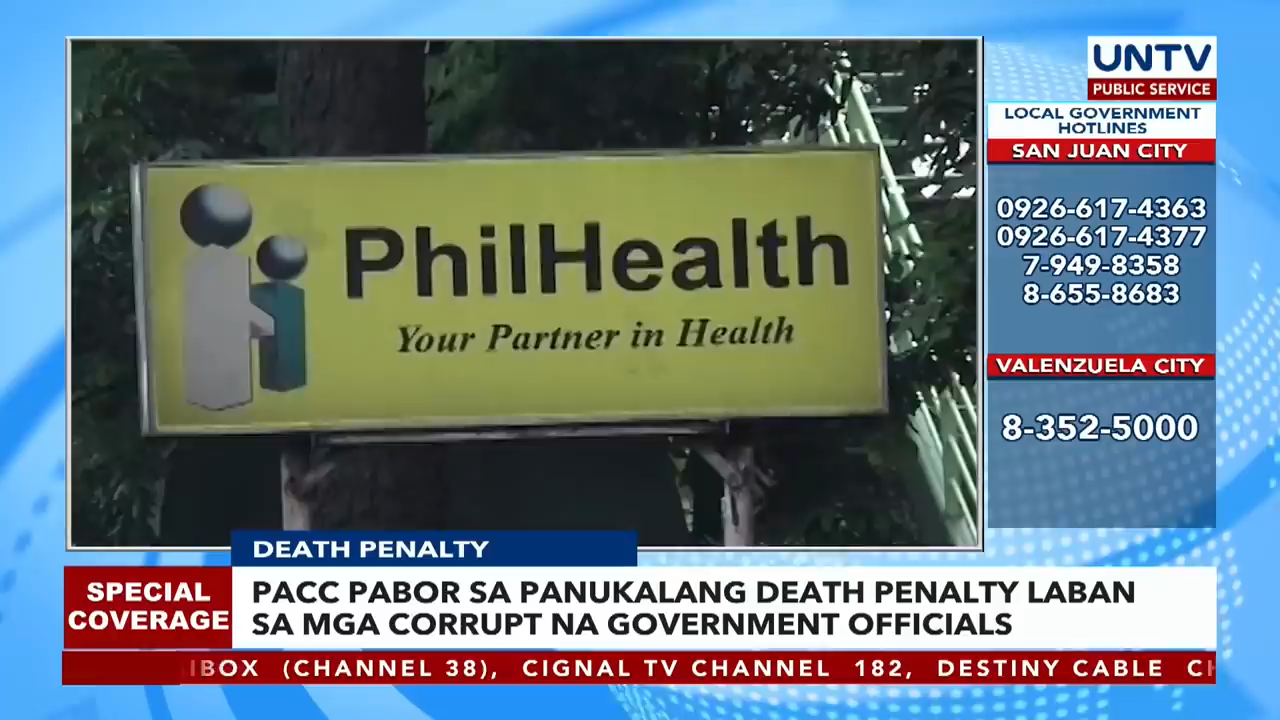 UNTV
PUBLIC SERVICE
LOCAL GOVERNMENT
HOTLINES
SAN JUAN CITY
0926-617-4363
0926-617-4377
7-949-8358
8-655-8683
VALENZUELA CITY
8-352-5000
PhilHealth
Your Partner in Health
DEATH PENALTY
SPECIAL
COVERAGE
PACC PABOR SA PANUKALANG DEATH PENALTY LABAN
SA MGA CORRUPT NA GOVERNMENT OFFICIALS
(CHANNEL 38), CIGNAL TV CHANNEL 182, DESTINY CABLE